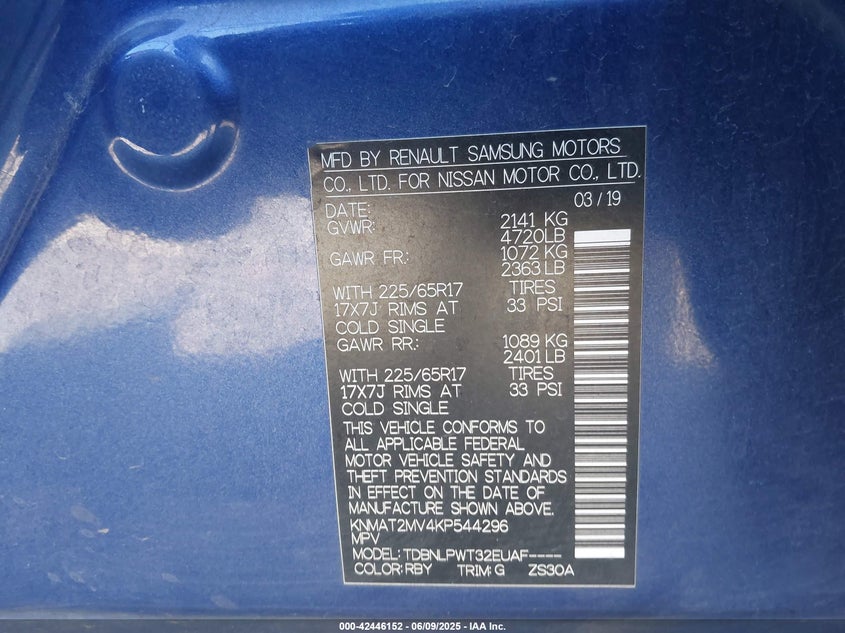 MFD BY RENAULT SAMSUNG MOTORS
CO., LTD. FOR NISSAN MOTOR CO., LTD.
DATE: 03 / 19
GVWR: 2141 KG
4720LB
GAWR FR: 1072 KG
2363 LB
WITH 225/65R17 TIRES
17X7J RIMS AT 33 PSI
COLD SINGLE
GAWR RR: 1089 KG
2401 LB
WITH 225/65R17 TIRES
17X7J RIMS AT 33 PSI
COLD SINGLE
THIS VEHICLE CONFORMS TO
ALL APPLICABLE FEDERAL
MOTOR VEHICLE SAFETY AND
THEFT PREVENTION STANDARDS
IN EFFECT ON THE DATE OF
MANUFACTURE SHOWN ABOVE.
KNMAT2MV4KP544296
MPV
MODEL: TDBNLPWT32EUAF----
COLOR: RBY TRIM: G ZS30A
000-42446152 - 06/09/2025 - IAA Inc.